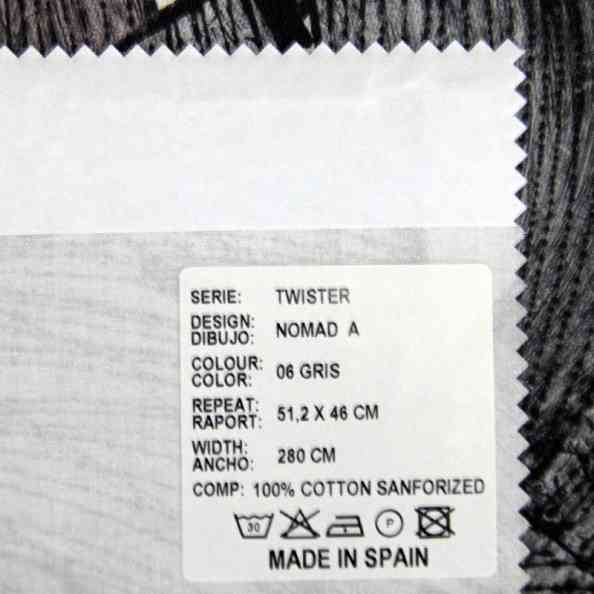 SERIE: TWISTER
DESIGN:
DIBUJO: NOMAD A
COLOUR:
COLOR: 06 GRIS
REPEAT:
RAPORT: 51,2 X 46 CM
WIDTH:
ANCHO: 280 CM
COMP: 100% COTTON SANFORIZED
30 P
MADE IN SPAIN